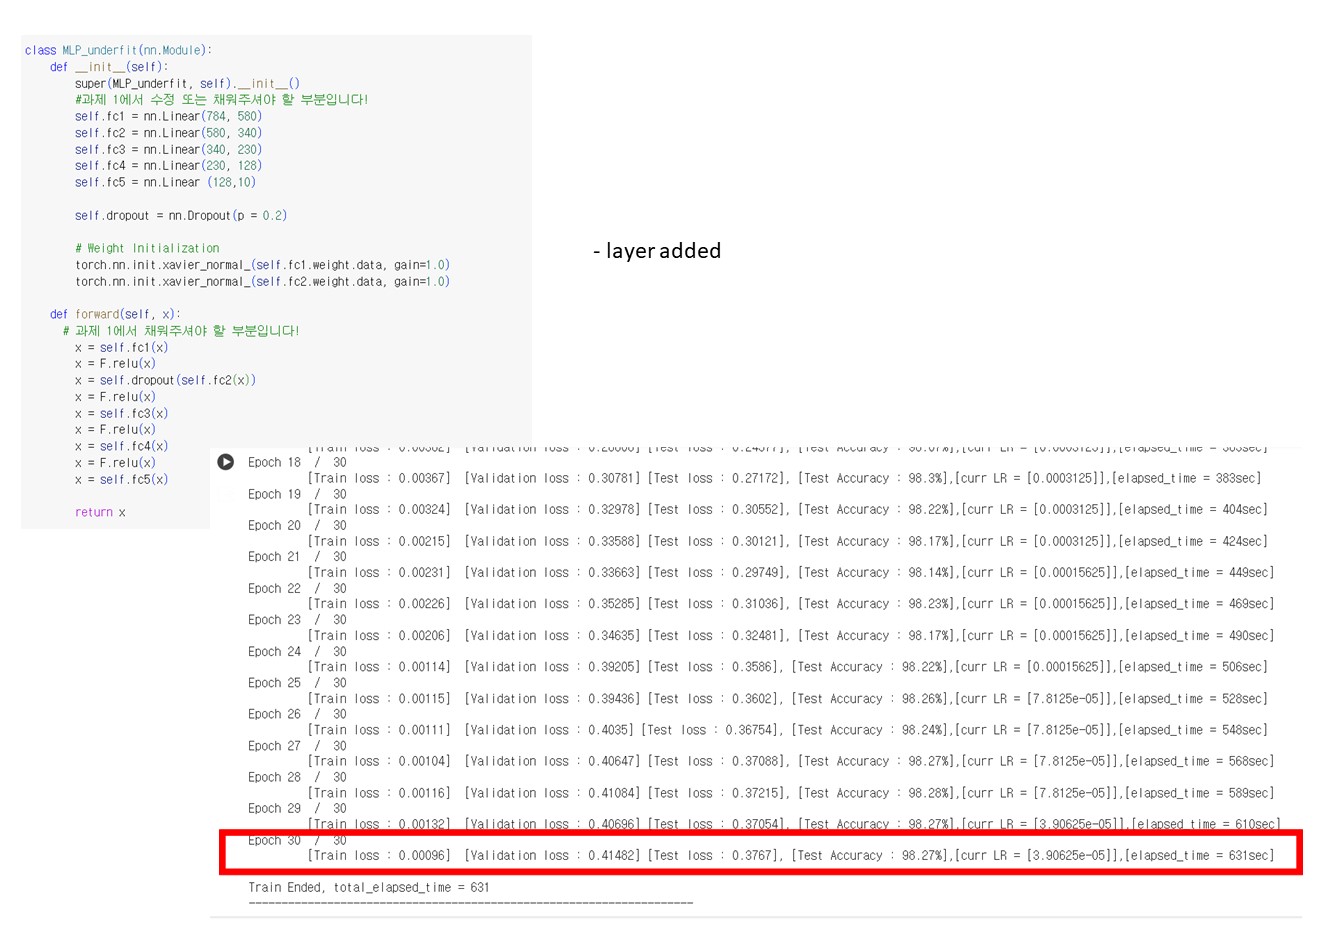 class MLP_underfit(nn.Module):
def __init__(self):
super(MLP_underfit, self).__init__()
#과제 1에서 수정 또는 채워주셔야 할 부분입니다!
self.fc1 = nn.Linear(784, 580)
self.fc2 = nn.Linear(580, 340)
self.fc3 = nn.Linear(340, 230)
self.fc4 = nn.Linear(230, 128)
self.fc5 = nn.Linear (128,10)
self.dropout = nn.Dropout(p = 0.2)
# Weight Initialization
torch.nn.init.xavier_normal_(self.fc1.weight.data, gain=1.0)
torch.nn.init.xavier_normal_(self.fc2.weight.data, gain=1.0)
def forward(self, x):
# 과제 1에서 채워주셔야 할 부분입니다!
x = self.fc1(x)
x = F.relu(x)
x = self.dropout(self.fc2(x))
x = F.relu(x)
x = self.fc3(x)
x = F.relu(x)
x = self.fc4(x)
x = F.relu(x)
x = self.fc5(x)
return x
- layer added
Epoch 18 / 30
[Train loss : 0.00367] [Validation loss : 0.30781] [Test loss : 0.27172], [Test Accuracy : 98.3%],[curr LR = [0.0003125]],[elapsed_time = 383sec]
Epoch 19 / 30
[Train loss : 0.00324] [Validation loss : 0.32978] [Test loss : 0.30552], [Test Accuracy : 98.22%],[curr LR = [0.0003125]],[elapsed_time = 404sec]
Epoch 20 / 30
[Train loss : 0.00215] [Validation loss : 0.33588] [Test loss : 0.30121], [Test Accuracy : 98.17%],[curr LR = [0.0003125]],[elapsed_time = 424sec]
Epoch 21 / 30
[Train loss : 0.00231] [Validation loss : 0.33663] [Test loss : 0.29749], [Test Accuracy : 98.14%],[curr LR = [0.00015625]],[elapsed_time = 449sec]
Epoch 22 / 30
[Train loss : 0.00226] [Validation loss : 0.35285] [Test loss : 0.31036], [Test Accuracy : 98.23%],[curr LR = [0.00015625]],[elapsed_time = 469sec]
Epoch 23 / 30
[Train loss : 0.00206] [Validation loss : 0.34635] [Test loss : 0.32481], [Test Accuracy : 98.17%],[curr LR = [0.00015625]],[elapsed_time = 490sec]
Epoch 24 / 30
[Train loss : 0.00114] [Validation loss : 0.39205] [Test loss : 0.3586], [Test Accuracy : 98.22%],[curr LR = [0.00015625]],[elapsed_time = 506sec]
Epoch 25 / 30
[Train loss : 0.00115] [Validation loss : 0.39436] [Test loss : 0.3602], [Test Accuracy : 98.26%],[curr LR = [7.8125e-05]],[elapsed_time = 528sec]
Epoch 26 / 30
[Train loss : 0.00111] [Validation loss : 0.4035] [Test loss : 0.36754], [Test Accuracy : 98.24%],[curr LR = [7.8125e-05]],[elapsed_time = 548sec]
Epoch 27 / 30
[Train loss : 0.00104] [Validation loss : 0.40647] [Test loss : 0.37088], [Test Accuracy : 98.27%],[curr LR = [7.8125e-05]],[elapsed_time = 568sec]
Epoch 28 / 30
[Train loss : 0.00116] [Validation loss : 0.41084] [Test loss : 0.37215], [Test Accuracy : 98.28%],[curr LR = [7.8125e-05]],[elapsed_time = 589sec]
Epoch 29 / 30
[Train loss : 0.00132] [Validation loss : 0.40696] [Test loss : 0.37054], [Test Accuracy : 98.27%],[curr LR = [3.90625e-05]],[elapsed_time = 610sec]
Epoch 30 / 30
[Train loss : 0.00096] [Validation loss : 0.41482] [Test loss : 0.3767], [Test Accuracy : 98.27%],[curr LR = [3.90625e-05]],[elapsed_time = 631sec]
Train Ended, total_elapsed_time = 631
--------------------------------------------------------------------